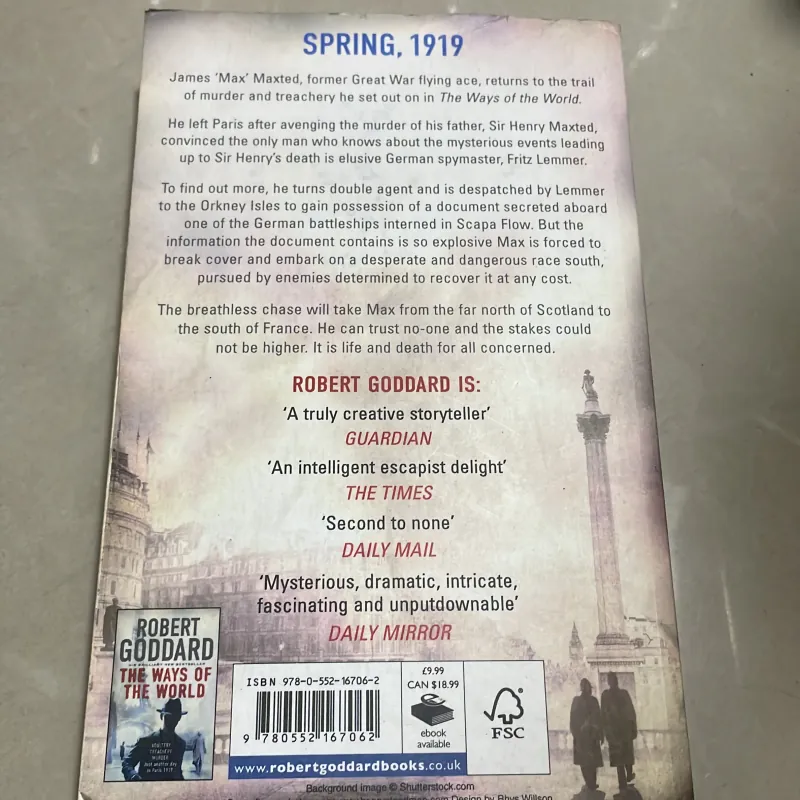 SPRING, 1919
James 'Max' Maxted, former Great War flying ace, returns to the trail
of murder and treachery he set out on in The Ways of the World.
He left Paris after avenging the murder of his father, Sir Henry Maxted,
convinced the only man who knows about the mysterious events leading
up to Sir Henry's death is elusive German spymaster, Fritz Lemmer.
To find out more, he turns double agent and is despatched by Lemmer
to the Orkney Isles to gain possession of a document secreted aboard
one of the German battleships interned in Scapa Flow. But the
information the document contains is so explosive Max is forced to
break cover and embark on a desperate and dangerous race south,
pursued by enemies determined to recover it at any cost.
The breathless chase will take Max from the far north of Scotland to
the south of France. He can trust no-one and the stakes could
not be higher. It is life and death for all concerned.
ROBERT GODDARD IS:
'A truly creative storyteller'
GUARDIAN
'An intelligent escapist delight'
THE TIMES
'Second to none'
DAILY MAIL
'Mysterious, dramatic, intricate,
fascinating and unputdownable'
DAILY MIRROR
ROBERT
GODDARD
THE WAYS OF
THE WORLD
ISBN 978-0-552-16706-2
9 780552 167062
£9.99
CAN $18.99
ebook
available
FSC
www.robertgoddardbooks.co.uk
Background image © Shutterstock.com
Design by Rhys Willson